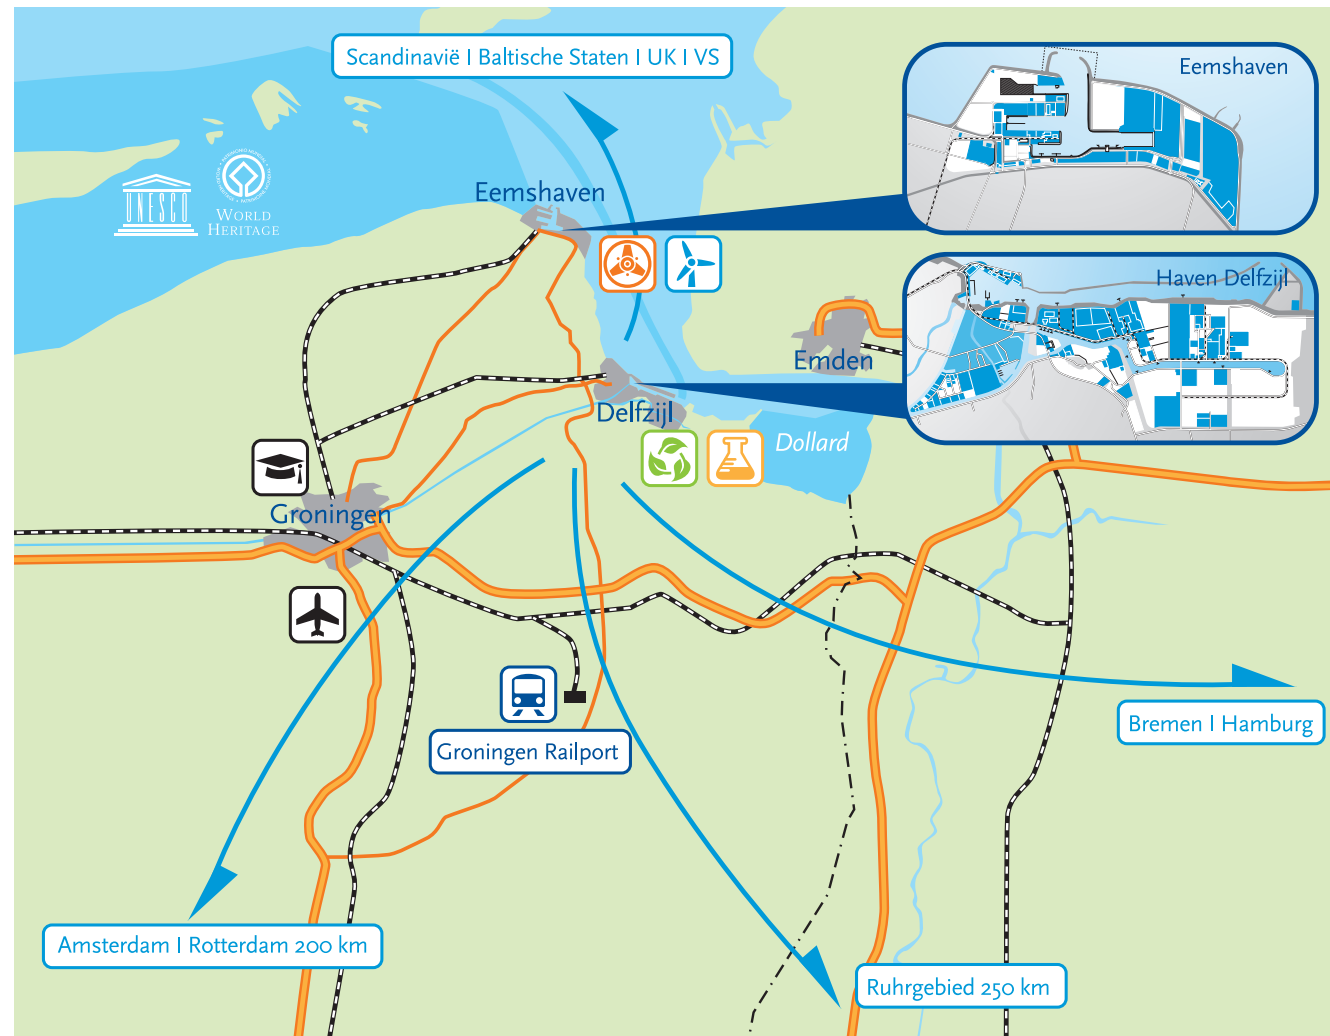 Scandinavië I Baltische Staten I UK I VS
Eemshaven
UNESCO
WORLD
HERITAGE
Eemshaven
Haven Delfzijl
Emden
Delfzijl
Dollard
Groningen
Groningen Railport
Bremen I Hamburg
Amsterdam I Rotterdam 200 km
Ruhrgebied 250 km